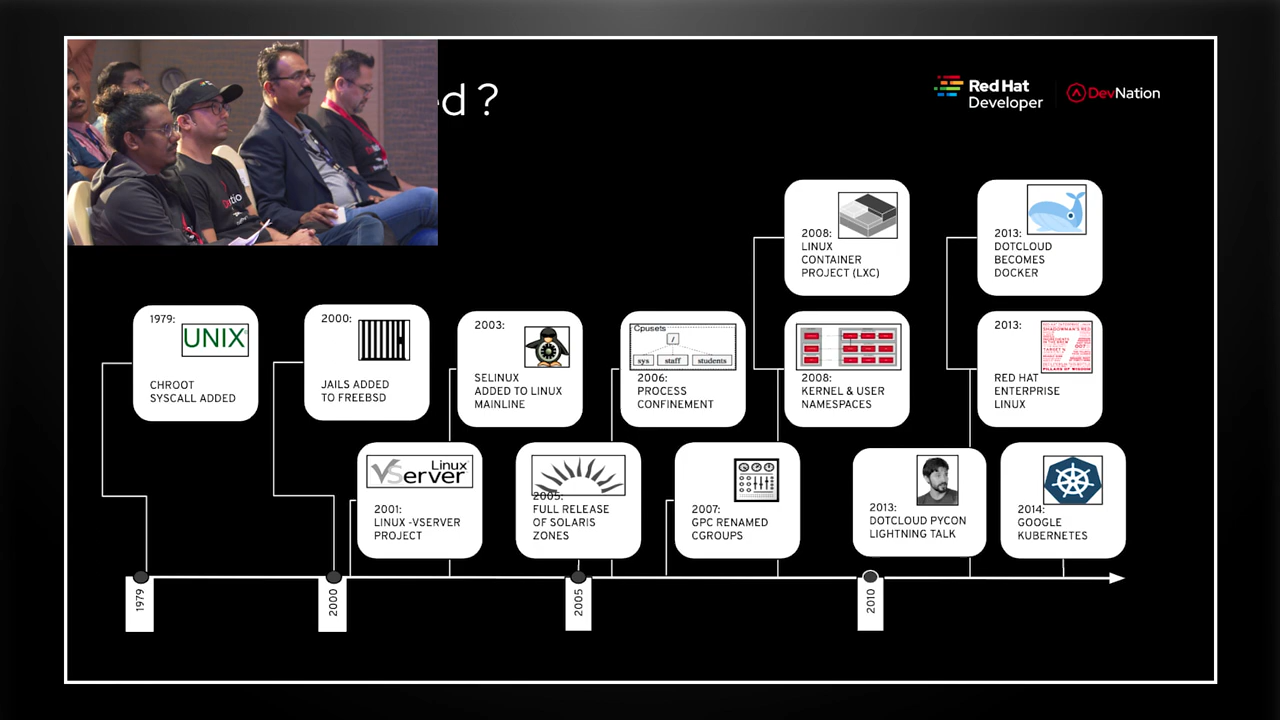 ed ?
Red Hat
Developer
DevNation
2008:
LINUX
CONTAINER
PROJECT (LXC)
2013:
DOTCLOUD
BECOMES
DOCKER
1979:
UNIX
CHROOT
SYSCALL ADDED
2000:
JAILS ADDED
TO FREEBSD
2003:
SELINUX
ADDED TO LINUX
MAINLINE
Cpusets
/
sys staff students
2006:
PROCESS
CONFINEMENT
2008:
KERNEL & USER
NAMESPACES
2013:
RED HAT
ENTERPRISE
LINUX
Linux
VServer
2001:
LINUX -VSERVER
PROJECT
2005:
FULL RELEASE
OF SOLARIS
ZONES
2007:
GPC RENAMED
CGROUPS
2013:
DOTCLOUD PYCON
LIGHTNING TALK
2014:
GOOGLE
KUBERNETES
1979
2000
2005
2010